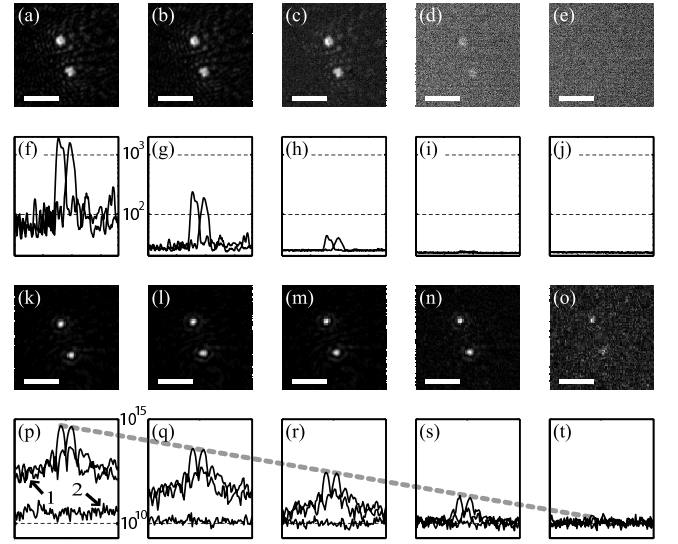 (a) (b) (c) (d) (e)
(f) 10³ (g) (h) (i) (j)
10²
(k) (l) (m) (n) (o)
10¹⁵
(p) (q) (r) (s) (t)
1 2
10¹⁰